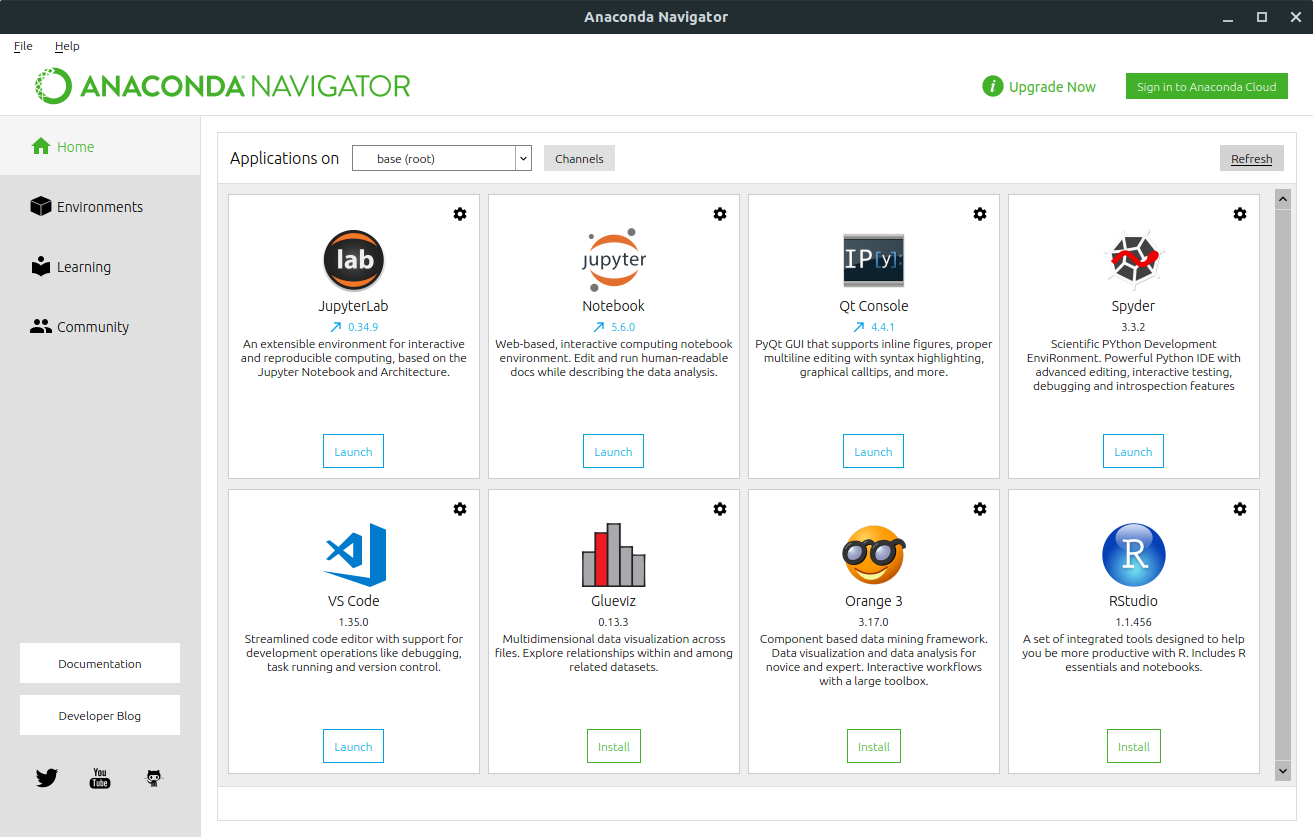 Anaconda Navigator
File Help
ANACONDA NAVIGATOR
i Upgrade Now
Sign in to Anaconda Cloud
Home
Environments
Learning
Community
Documentation
Developer Blog
You
Tube
Applications on
base (root)
Channels
Refresh
lab
JupyterLab
0.34.9
An extensible environment for interactive
and reproducible computing, based on the
Jupyter Notebook and Architecture.
Launch
jupyter
Notebook
5.6.0
Web-based, interactive computing notebook
environment. Edit and run human-readable
docs while describing the data analysis.
Launch
IP[y]:
Qt Console
4.4.1
PyQt GUI that supports inline figures, proper
multiline editing with syntax highlighting,
graphical calltips, and more.
Launch
Spyder
3.3.2
Scientific PYthon Development
EnviRonment. Powerful Python IDE with
advanced editing, interactive testing,
debugging and introspection features
Launch
VS Code
1.35.0
Streamlined code editor with support for
development operations like debugging,
task running and version control.
Launch
Glueviz
0.13.3
Multidimensional data visualization across
files. Explore relationships within and among
related datasets.
Install
Orange 3
3.17.0
Component based data mining framework.
Data visualization and data analysis for
novice and expert. Interactive workflows
with a large toolbox.
Install
R
RStudio
1.1.456
A set of integrated tools designed to help
you be more productive with R. Includes R
essentials and notebooks.
Install